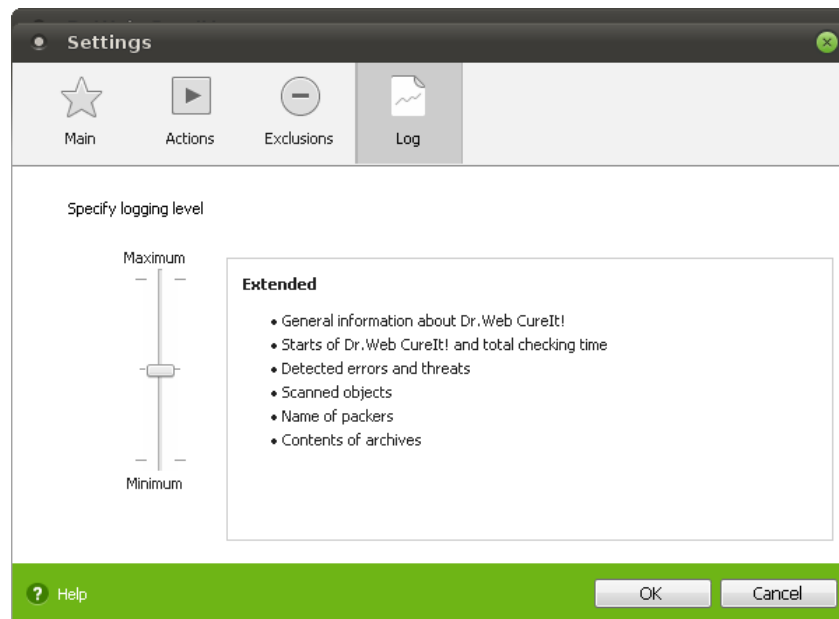 Settings
Main
Actions
Exclusions
Log
Specify logging level
Maximum
Extended
• General information about Dr.Web CureIt!
• Starts of Dr.Web CureIt! and total checking time
• Detected errors and threats
• Scanned objects
• Name of packers
• Contents of archives
Minimum
? Help
OK
Cancel